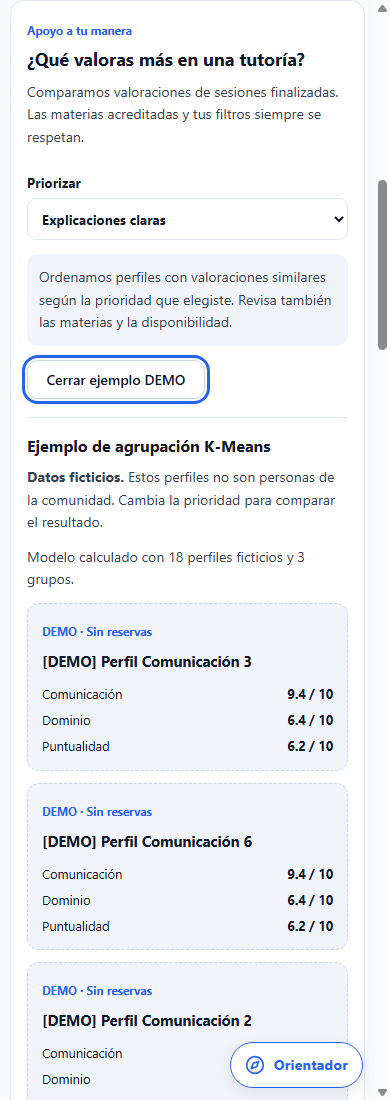 Apoyo a tu manera
¿Qué valoras más en una tutoría?
Comparamos valoraciones de sesiones finalizadas.
Las materias acreditadas y tus filtros siempre se
respetan.
Priorizar
Explicaciones claras
Ordenamos perfiles con valoraciones similares
según la prioridad que elegiste. Revisa también
las materias y la disponibilidad.
Cerrar ejemplo DEMO
Ejemplo de agrupación K-Means
Datos ficticios. Estos perfiles no son personas de
la comunidad. Cambia la prioridad para comparar
el resultado.
Modelo calculado con 18 perfiles ficticios y 3
grupos.
DEMO · Sin reservas
[DEMO] Perfil Comunicación 3
Comunicación 9.4 / 10
Dominio 6.4 / 10
Puntualidad 6.2 / 10
DEMO · Sin reservas
[DEMO] Perfil Comunicación 6
Comunicación 9.4 / 10
Dominio 6.4 / 10
Puntualidad 6.2 / 10
DEMO · Sin reservas
[DEMO] Perfil Comunicación 2
Comunicación
Dominio
Orientador